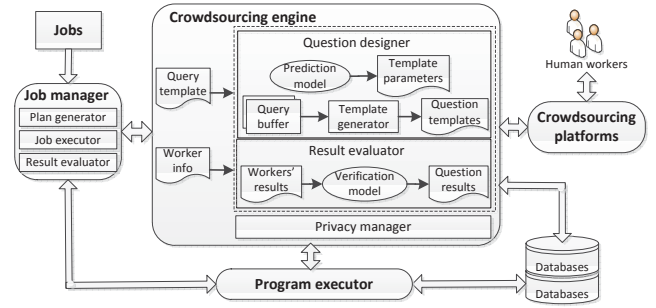 Jobs
Job manager
Plan generator
Job executor
Result evaluator
Crowdsourcing engine
Query
template
Worker
info
Question designer
Prediction
model
Template
parameters
Query
buffer
Template
generator
Question
templates
Result evaluator
Workers'
results
Verification
model
Question
results
Privacy manager
Human workers
Crowdsourcing
platforms
Program executor
Databases
Databases